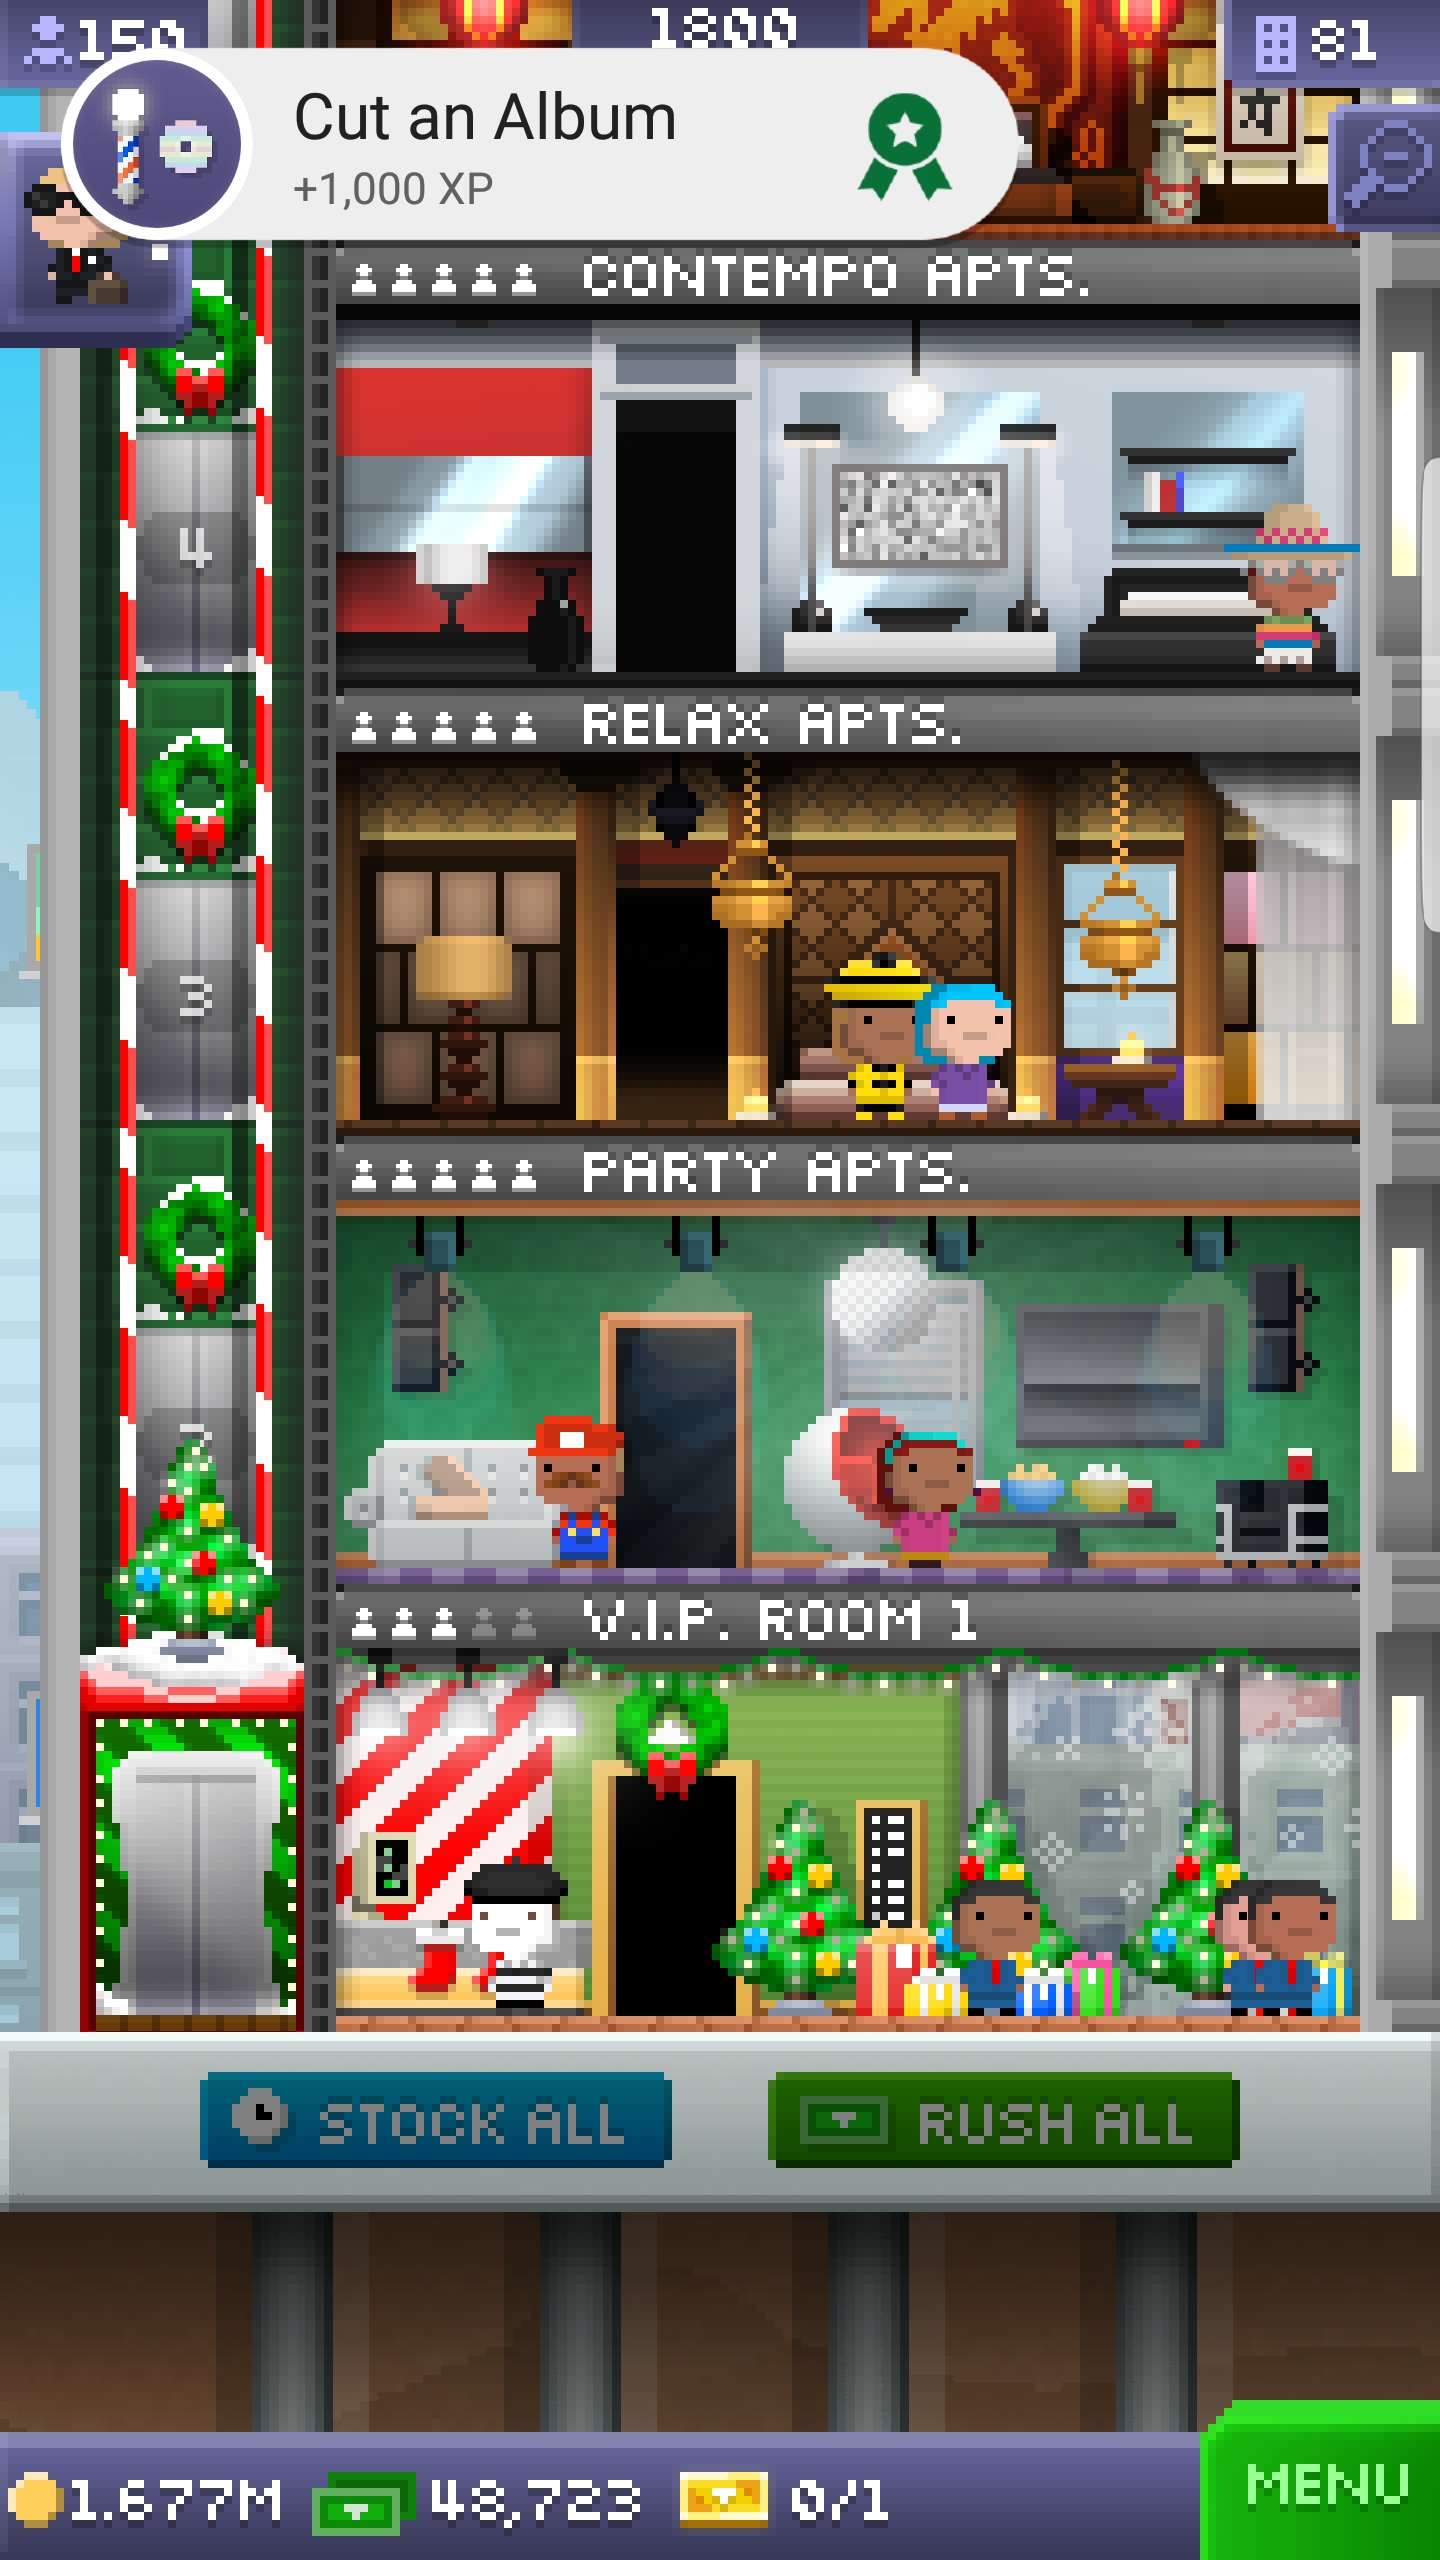 150
1800
81
Cut an Album
+1,000 XP
CONTEMPO APTS.
4
RELAX APTS.
3
PARTY APTS.
2
V.I.P. ROOM 1
STOCK ALL
RUSH ALL
1.677M
48,723
0/1
MENU